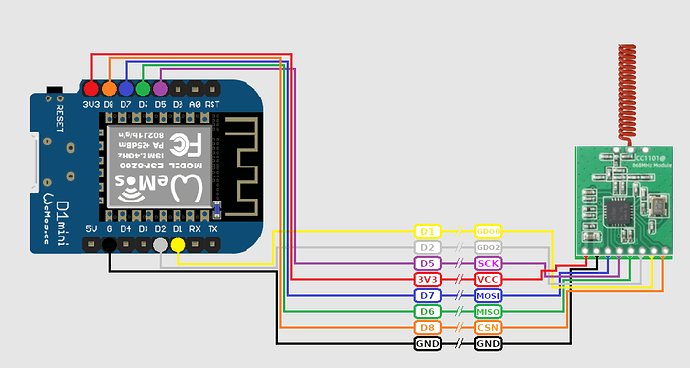 3V3 D8 D7 D6 D5 D0 A0 RST
RESET
802.11b/g/n
PA +25dBm
ISM 2.4GHz
MODEL ESP8266
FC
WeMos
D1 mini
WeMos.cc
5V G D4 D3 D2 D1 RX TX
CC1101@
868MHz Module
D1 // GDO0
D2 // GDO2
D5 // SCK
3V3 // VCC
D7 // MOSI
D6 // MISO
D8 // CSN
GND // GND